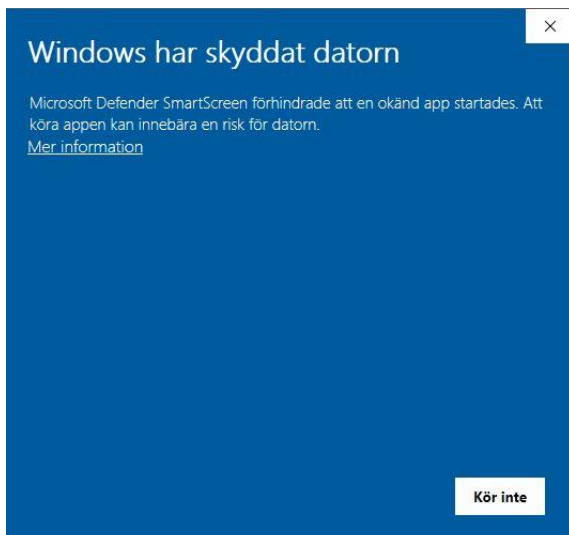 Windows har skyddat datorn
Microsoft Defender SmartScreen förhindrade att en okänd app startades. Att
köra appen kan innebära en risk för datorn.
Mer information
Kör inte